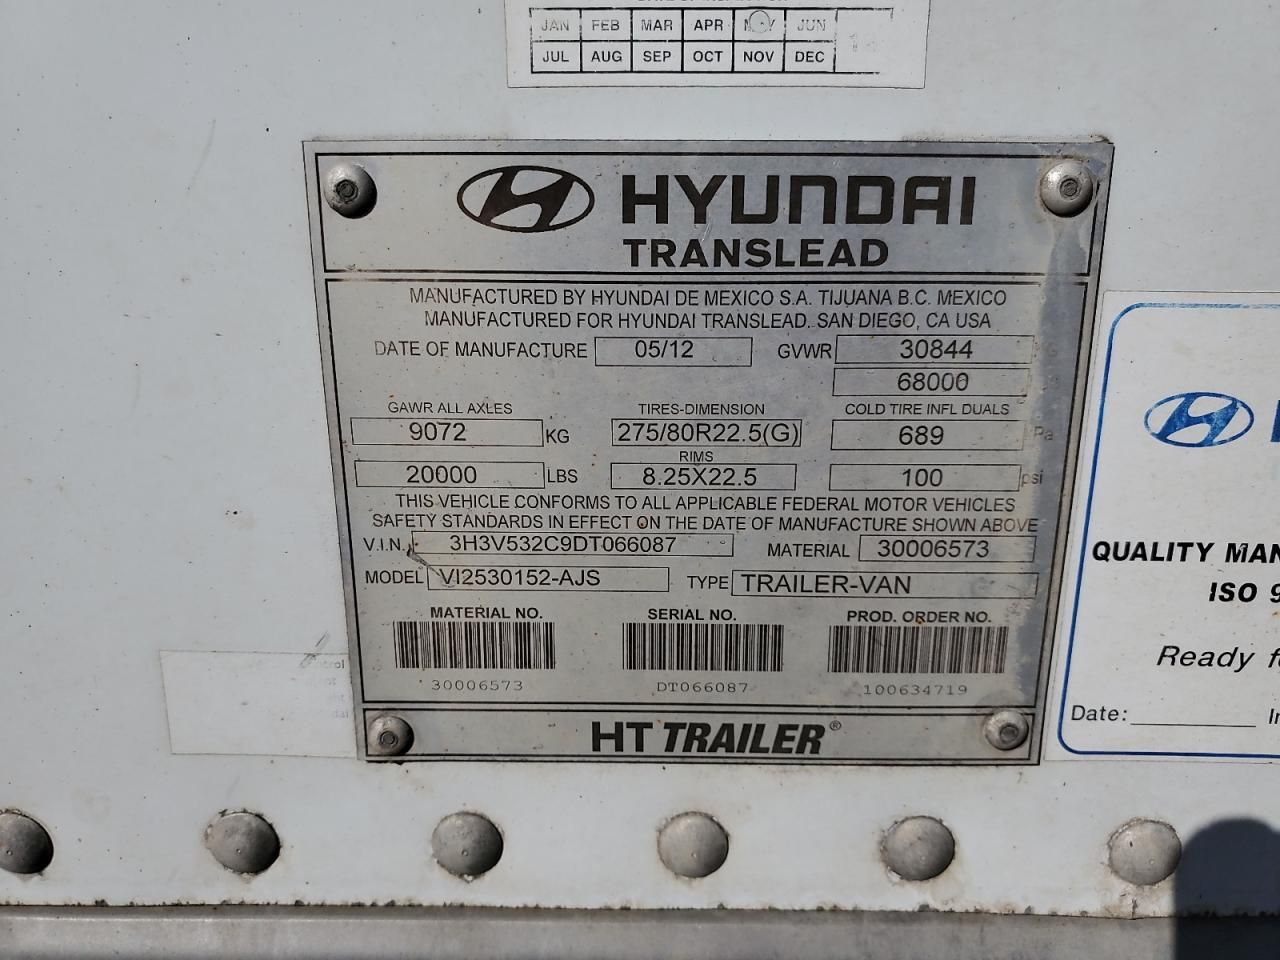 JAN FEB MAR APR MAY JUN
JUL AUG SEP OCT NOV DEC
HYUNDAI
TRANSLEAD
MANUFACTURED BY HYUNDAI DE MEXICO S.A. TIJUANA B.C. MEXICO
MANUFACTURED FOR HYUNDAI TRANSLEAD. SAN DIEGO, CA USA
DATE OF MANUFACTURE 05/12 GVWR 30844
68000
GAWR ALL AXLES TIRES-DIMENSION COLD TIRE INFL DUALS
9072 KG 275/80R22.5(G) 689
RIMS
20000 LBS 8.25X22.5 100 psi
THIS VEHICLE CONFORMS TO ALL APPLICABLE FEDERAL MOTOR VEHICLES
SAFETY STANDARDS IN EFFECT ON THE DATE OF MANUFACTURE SHOWN ABOVE
V.I.N. 3H3V532C9DT066087 MATERIAL 30006573
MODEL VI2530152-AJS TYPE TRAILER-VAN
MATERIAL NO. SERIAL NO. PROD. ORDER NO.
30006573 DT066087 100634719
HT TRAILER®
QUALITY MAN
ISO 9
Ready f
Date: In